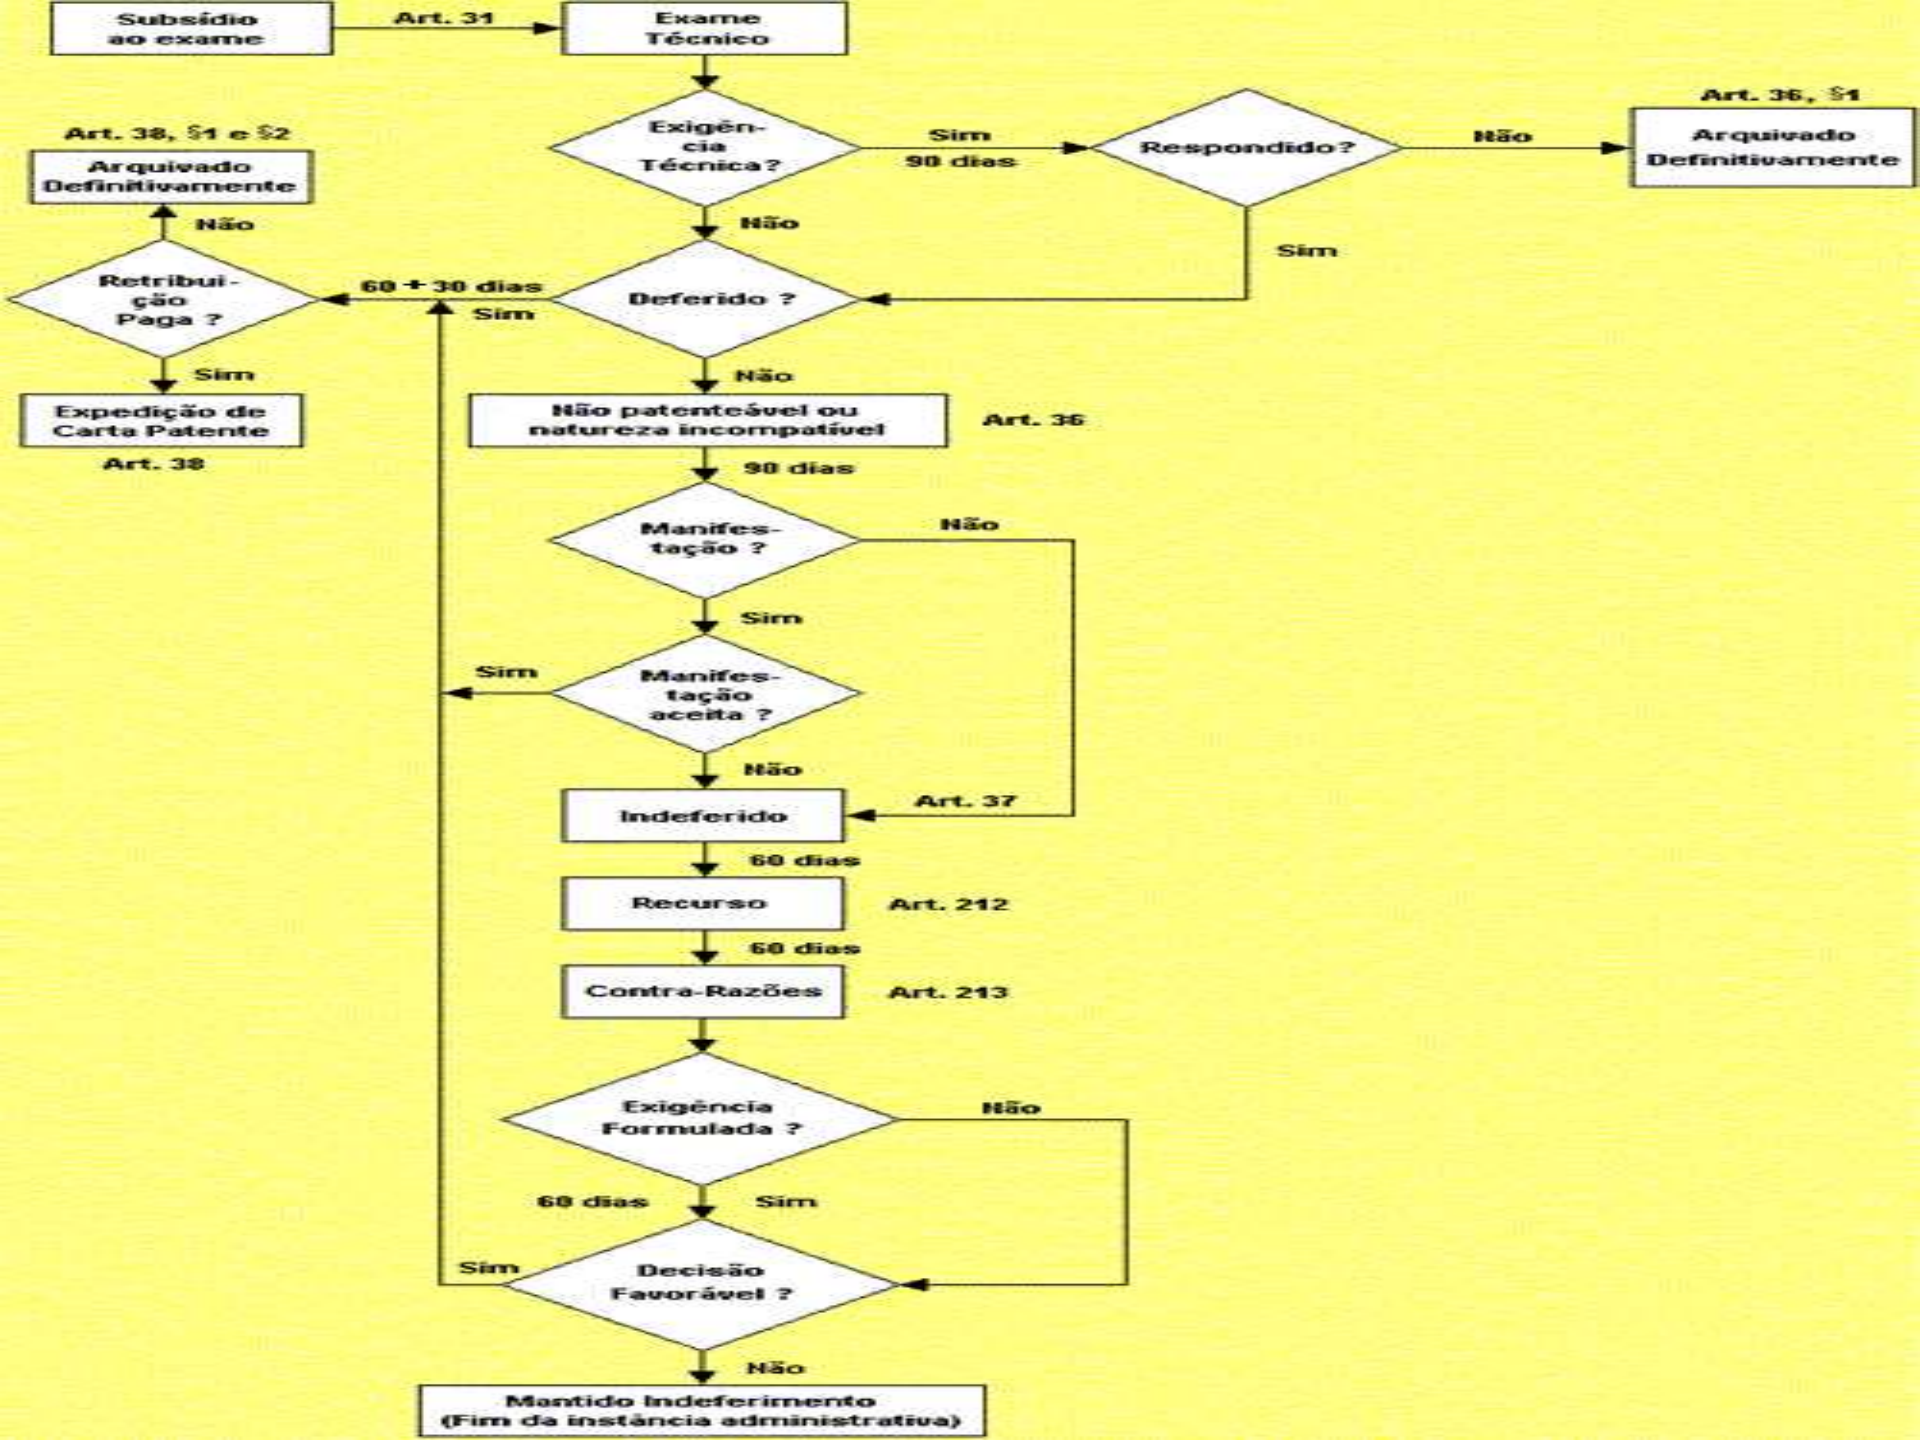 Subsídio
ao exame
Art. 31
Exame
Técnico
Exigên-
cia
Técnica?
Sim
90 dias
Respondido?
Não
Art. 36, §1
Arquivado
Definitivamente
Art. 38, §1 e §2
Arquivado
Definitivamente
Não
Não
Sim
Retribui-
ção
Paga ?
60 + 30 dias
Sim
Deferido ?
Sim
Não
Expedição de
Carta Patente
Art. 38
Não patenteável ou
natureza incompatível
Art. 36
90 dias
Manifes-
tação ?
Não
Sim
Sim
Manifes-
tação
aceita ?
Não
Indeferido
Art. 37
60 dias
Recurso
Art. 212
60 dias
Contra-Razões
Art. 213
Exigência
Formulada ?
Não
60 dias
Sim
Sim
Decisão
Favorável ?
Não
Mantido Indeferimento
(Fim da instância administrativa)